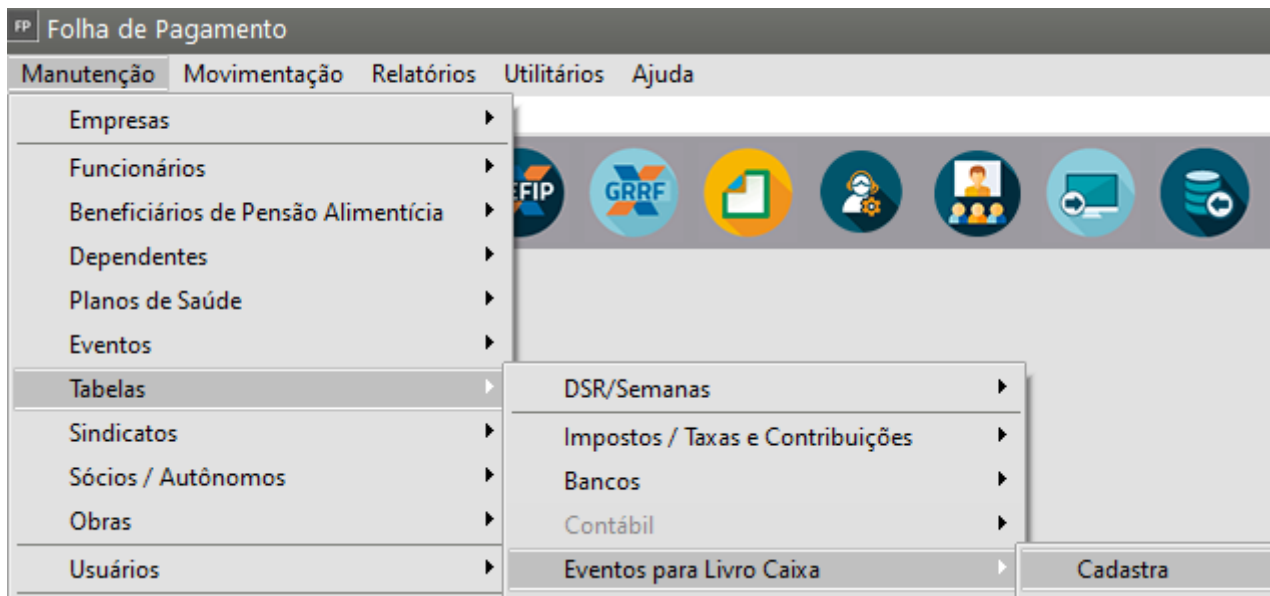 FP Folha de Pagamento
Manutenção Movimentação Relatórios Utilitários Ajuda
Empresas
Funcionários
GRRF
Beneficiários de Pensão Alimentícia
Dependentes
Planos de Saúde
Eventos
Tabelas
Sindicatos
Sócios / Autônomos
Obras
Usuários
DSR/Semanas
Impostos / Taxas e Contribuições
Bancos
Contábil
Eventos para Livro Caixa
Cadastra